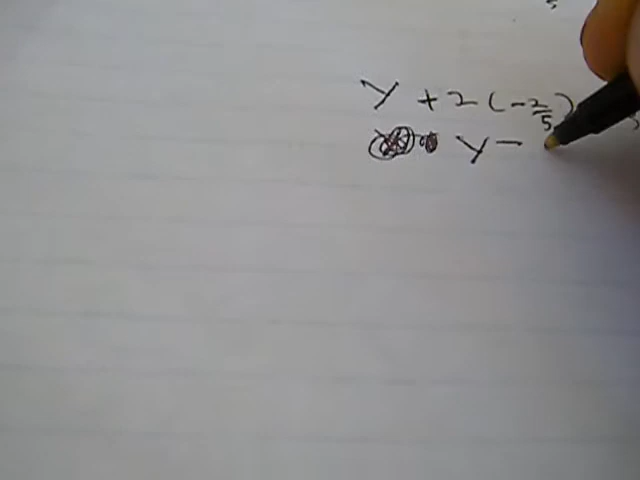 y + 2 (-2/5)
y -